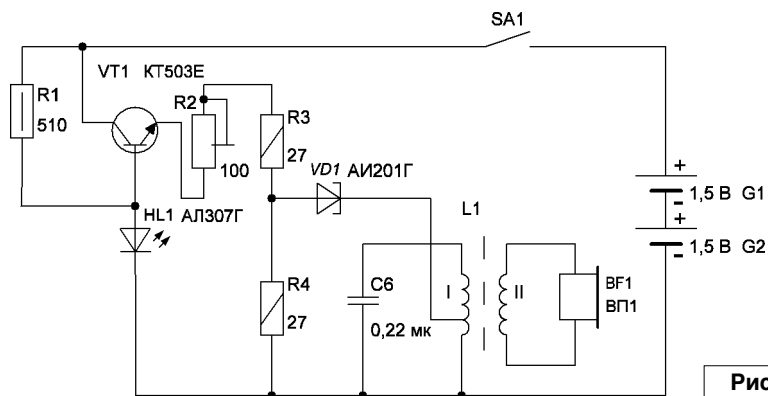 SA1
VT1 КТ503Е
R1
510
R2
100
R3
27
VD1 АИ201Г
HL1 АЛ307Г
L1
+
1,5 В G1
-
+
1,5 В G2
-
R4
27
C6
0,22 мк
I
II
BF1
ВП1
Рис